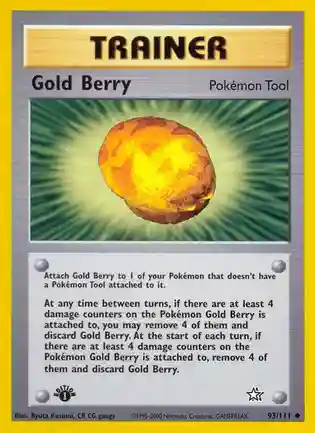 TRAINER
Gold Berry
Pokémon Tool
Attach Gold Berry to 1 of your Pokémon that doesn't have
a Pokémon Tool attached to it.
At any time between turns, if there are at least 4
damage counters on the Pokémon Gold Berry is
attached to, you may remove 4 of them and
discard Gold Berry. At the start of each turn, if
there are at least 4 damage counters on the
Pokémon Gold Berry is attached to, remove 4 of
them and discard Gold Berry.
EDITION
1
Illus. Ryuta Kusumi, CR CG gangs
©1995-2000 Nintendo, Creatures, GAMEFREAK.
93/111